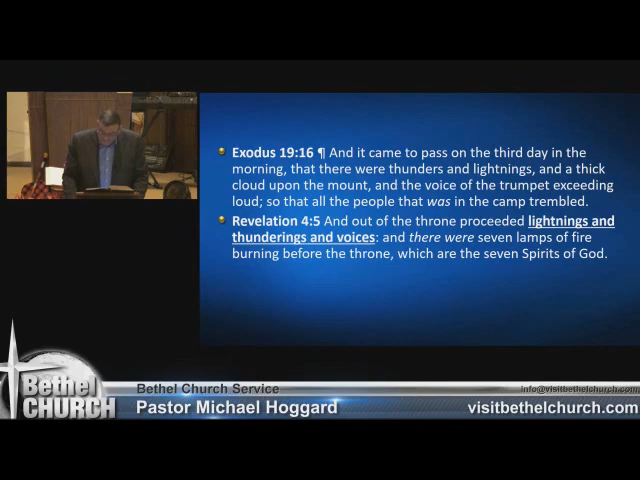 Exodus 19:16 ¶ And it came to pass on the third day in the
morning, that there were thunders and lightnings, and a thick
cloud upon the mount, and the voice of the trumpet exceeding
loud; so that all the people that was in the camp trembled.
Revelation 4:5 And out of the throne proceeded lightnings and
thunderings and voices: and there were seven lamps of fire
burning before the throne, which are the seven Spirits of God.
Bethel
CHURCH
Bethel Church Service
info@visitbethelchurch.com
Pastor Michael Hoggard
visitbethelchurch.com